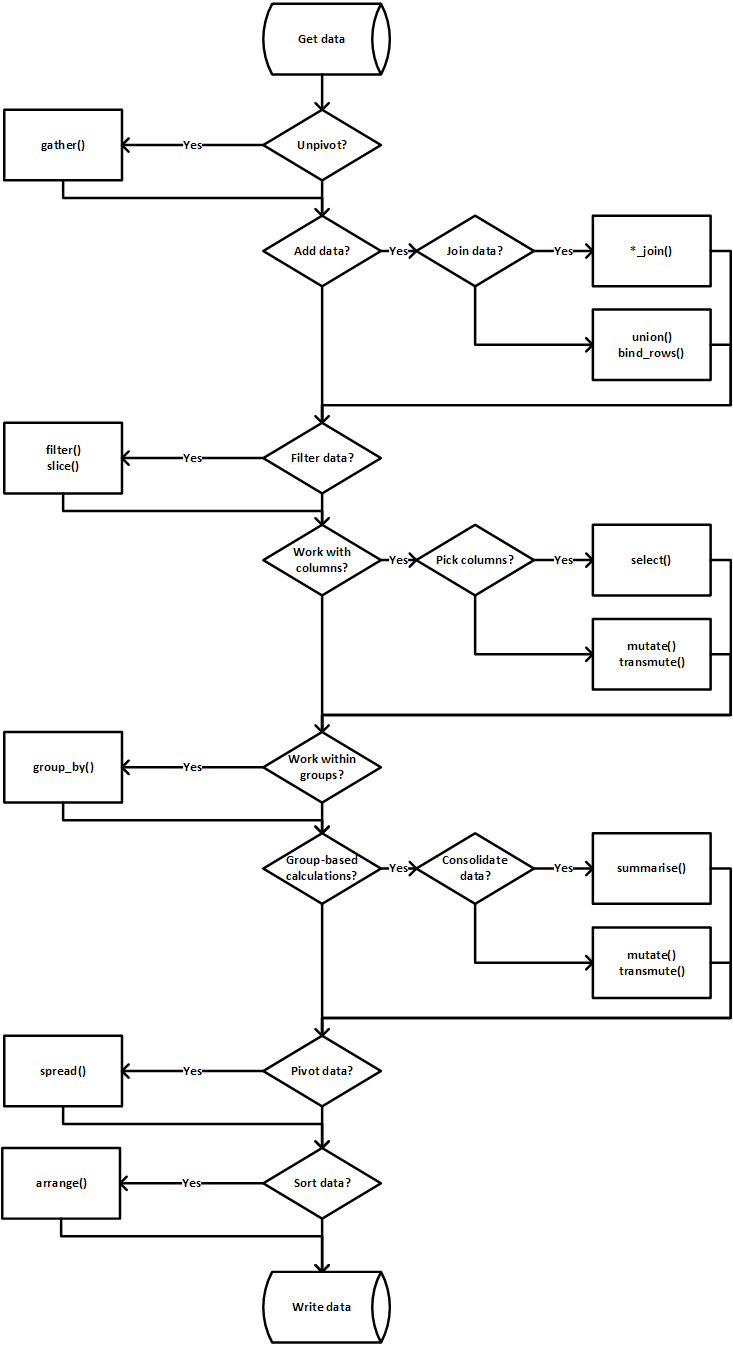 Get data
Unpivot?
Yes
gather()
Add data?
Yes
Join data?
Yes
*_join()
union()
bind_rows()
Filter data?
Yes
filter()
slice()
Work with
columns?
Yes
Pick columns?
Yes
select()
mutate()
transmute()
Work within
groups?
Yes
group_by()
Group-based
calculations?
Yes
Consolidate
data?
Yes
summarise()
mutate()
transmute()
Pivot data?
Yes
spread()
Sort data?
Yes
arrange()
Write data